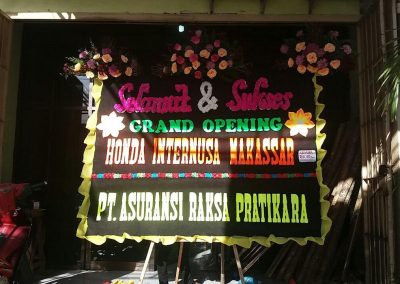 Selamat & Sukses
GRAND OPENING
HONDA INTERNUSA MAKASSAR
PT. ASURANSI RAKSA PRATIKARA